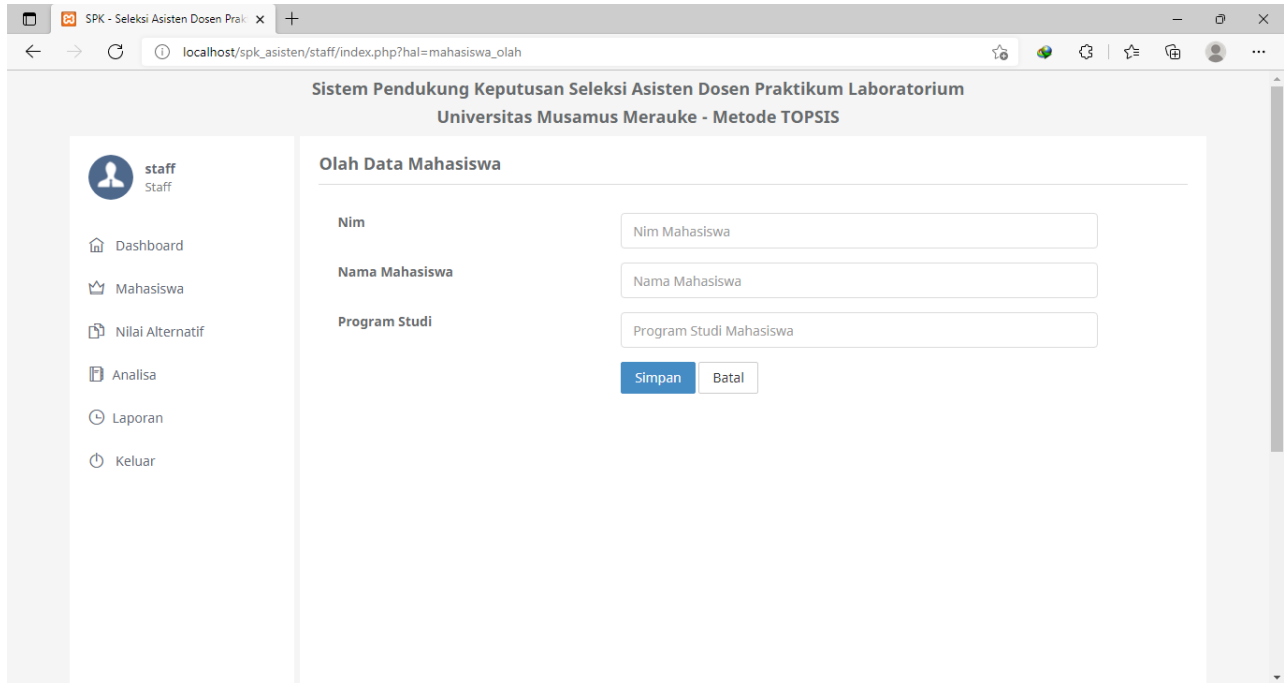 SPK - Seleksi Asisten Dosen Prak
localhost/spk_asisten/staff/index.php?hal=mahasiswa_olah
Sistem Pendukung Keputusan Seleksi Asisten Dosen Praktikum Laboratorium
Universitas Musamus Merauke - Metode TOPSIS
staff
Staff
Dashboard
Mahasiswa
Nilai Alternatif
Analisa
Laporan
Keluar
Olah Data Mahasiswa
Nim
Nim Mahasiswa
Nama Mahasiswa
Nama Mahasiswa
Program Studi
Program Studi Mahasiswa
Simpan Batal